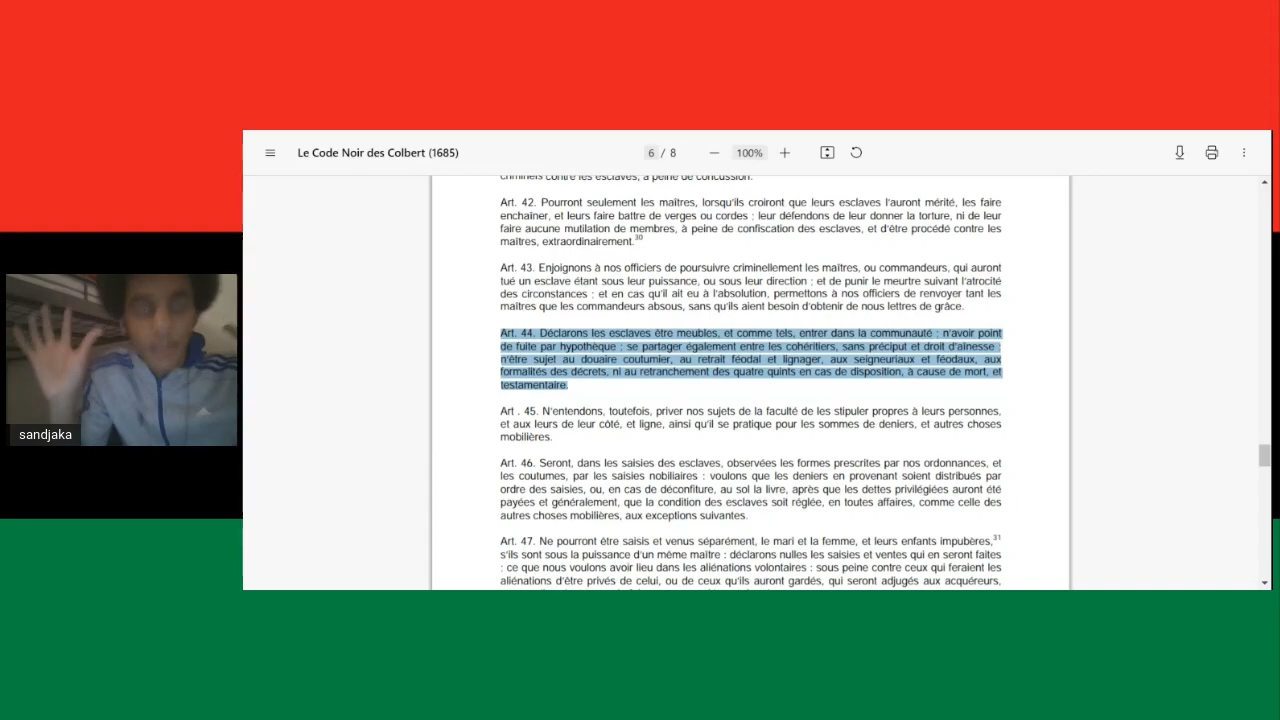 Le Code Noir des Colbert (1685)
6 / 8
100%
criminels contre les esclaves, à peine de concussion.
Art. 42. Pourront seulement les maîtres, lorsqu'ils croiront que leurs esclaves l'auront mérité, les faire
enchaîner, et leurs faire battre de verges ou cordes ; leur défendons de leur donner la torture, ni de leur
faire aucune mutilation de membres, à peine de confiscation des esclaves, et d'être procédé contre les
maîtres, extraordinairement.30
Art. 43. Enjoignons à nos officiers de poursuivre criminellement les maîtres, ou commandeurs, qui auront
tué un esclave étant sous leur puissance, ou sous leur direction ; et de punir le meurtre suivant l'atrocité
des circonstances ; et en cas qu'il ait eu à l'absolution, permettons à nos officiers de renvoyer tant les
maîtres que les commandeurs absous, sans qu'ils aient besoin d'obtenir de nous lettres de grâce.
Art. 44. Déclarons les esclaves être meubles, et comme tels, entrer dans la communauté ; n'avoir point
de fuite par hypothèque ; se partager également entre les cohéritiers, sans préciput et droit d'aînesse ;
n'être sujet au douaire coutumier, au retrait féodal et lignager, aux seigneuriaux et féodaux, aux
formalités des décrets, ni au retranchement des quatre quints en cas de disposition, à cause de mort, et
testamentaire.
Art . 45. N'entendons, toutefois, priver nos sujets de la faculté de les stipuler propres à leurs personnes,
et aux leurs de leur côté, et ligne, ainsi qu'il se pratique pour les sommes de deniers, et autres choses
mobilières.
Art. 46. Seront, dans les saisies des esclaves, observées les formes prescrites par nos ordonnances, et
les coutumes, par les saisies nobiliaires : voulons que les deniers en provenant soient distribués par
ordre des saisies, ou, en cas de déconfiture, au sol la livre, après que les dettes privilégiées auront été
payées et généralement, que la condition des esclaves soit réglée, en toutes affaires, comme celle des
autres choses mobilières, aux exceptions suivantes.
Art. 47. Ne pourront être saisis et venus séparément, le mari et la femme, et leurs enfants impubères,31
s'ils sont sous la puissance d'un même maître : déclarons nulles les saisies et ventes qui en seront faites
: ce que nous voulons avoir lieu dans les aliénations volontaires : sous peine contre ceux qui feraient les
aliénations d'être privés de celui, ou de ceux qu'ils auront gardés, qui seront adjugés aux acquéreurs,
sandjaka